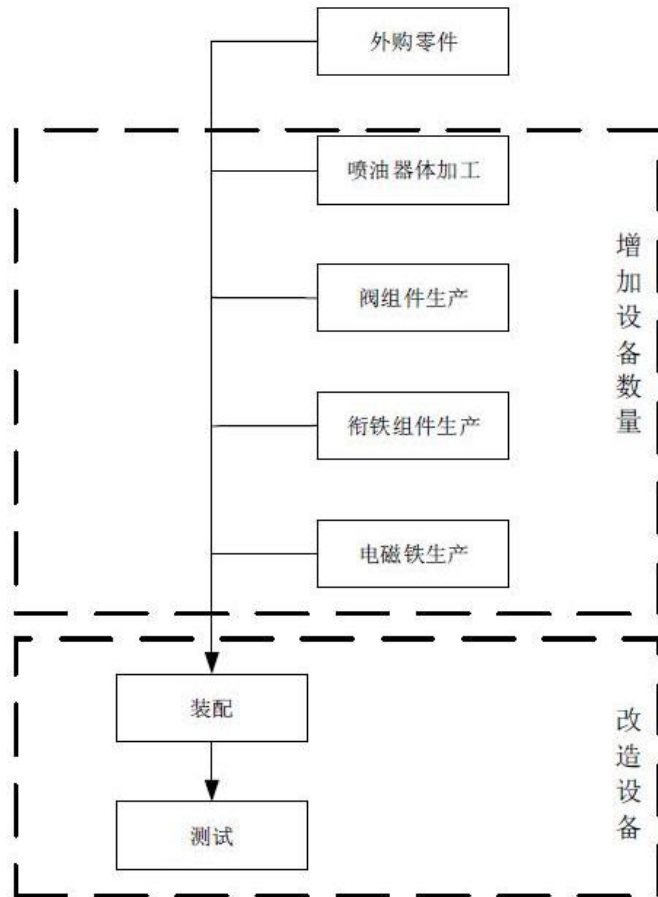 外购零件
喷油器体加工
阀组件生产
衔铁组件生产
电磁铁生产
增加设备数量
装配
测试
改造设备